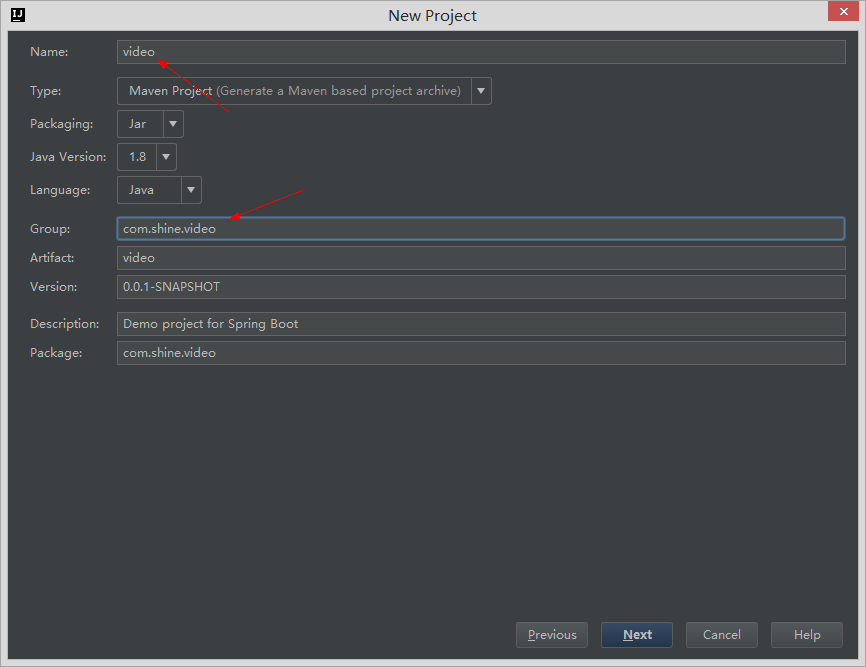 IJ
New Project
Name: video
Type: Maven Project (Generate a Maven based project archive)
Packaging: Jar
Java Version: 1.8
Language: Java
Group: com.shine.video
Artifact: video
Version: 0.0.1-SNAPSHOT
Description: Demo project for Spring Boot
Package: com.shine.video
Previous Next Cancel Help